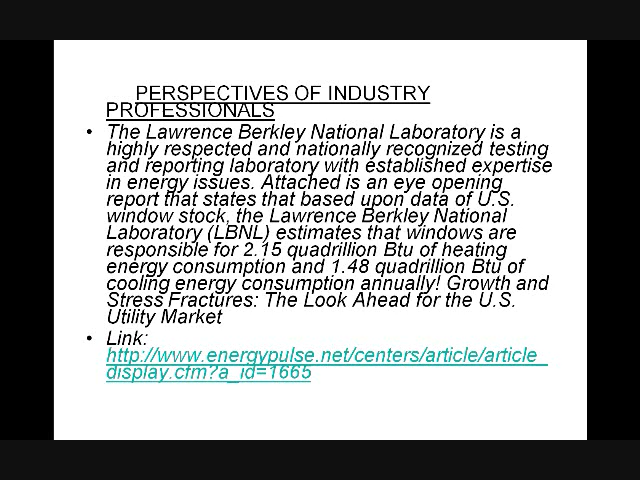 PERSPECTIVES OF INDUSTRY
PROFESSIONALS
• The Lawrence Berkley National Laboratory is a
highly respected and nationally recognized testing
and reporting laboratory with established expertise
in energy issues. Attached is an eye opening
report that states that based upon data of U.S.
window stock, the Lawrence Berkley National
Laboratory (LBNL) estimates that windows are
responsible for 2.15 quadrillion Btu of heating
energy consumption and 1.48 quadrillion Btu of
cooling energy consumption annually! Growth and
Stress Fractures: The Look Ahead for the U.S.
Utility Market
• Link:
http://www.energypulse.net/centers/article/article_
display.cfm?a_id=1665